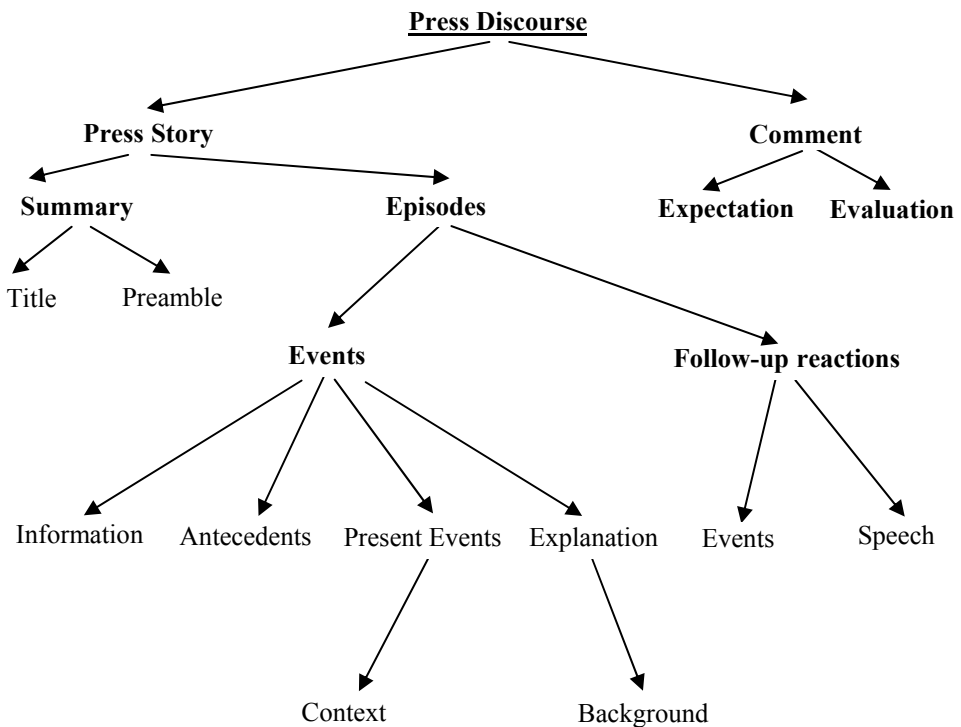 Press Discourse
Press Story
Comment
Summary
Episodes
Expectation
Evaluation
Title
Preamble
Events
Follow-up reactions
Information
Antecedents
Present Events
Explanation
Events
Speech
Context
Background